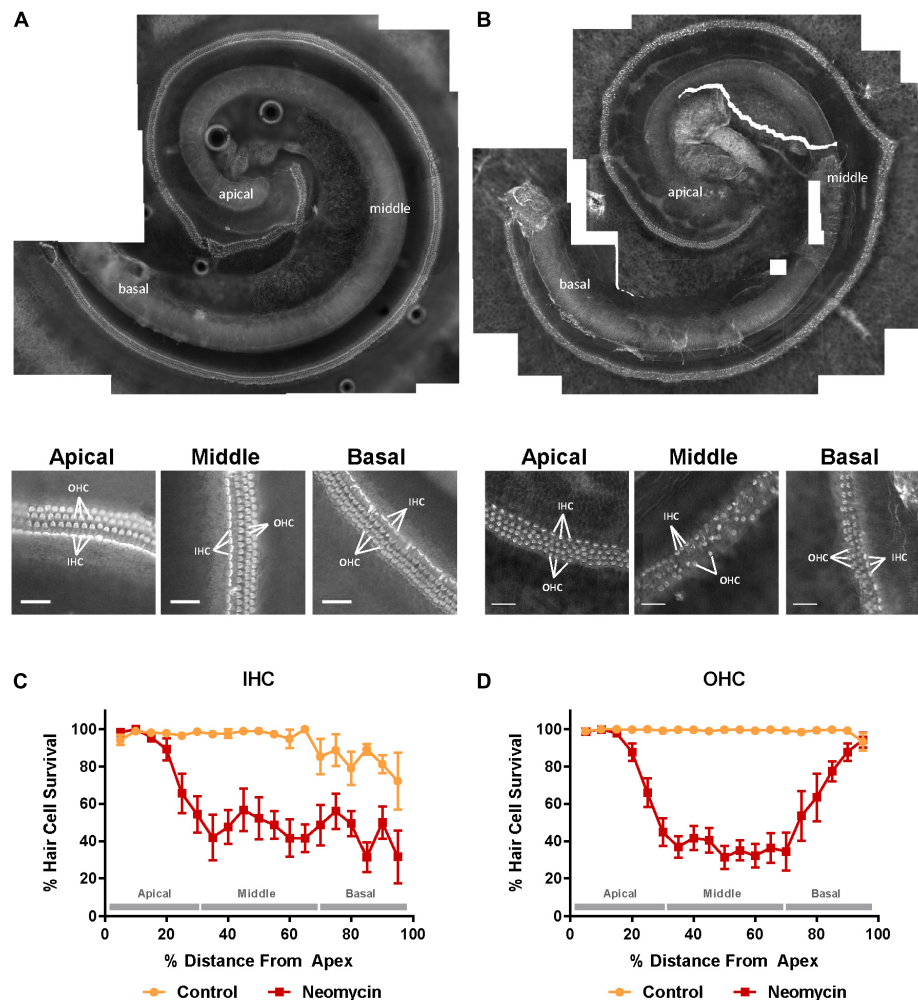 A
B
apical
middle
basal
apical
middle
basal
Apical
Middle
Basal
Apical
Middle
Basal
OHC
IHC
IHC
OHC
IHC
OHC
IHC
OHC
IHC
OHC
OHC
IHC
C
IHC
D
OHC
% Hair Cell Survival
100
80
60
40
20
0
Apical
Middle
Basal
0
20
40
60
80
100
% Distance From Apex
Control
Neomycin
% Hair Cell Survival
100
80
60
40
20
0
Apical
Middle
Basal
0
20
40
60
80
100
% Distance From Apex
Control
Neomycin